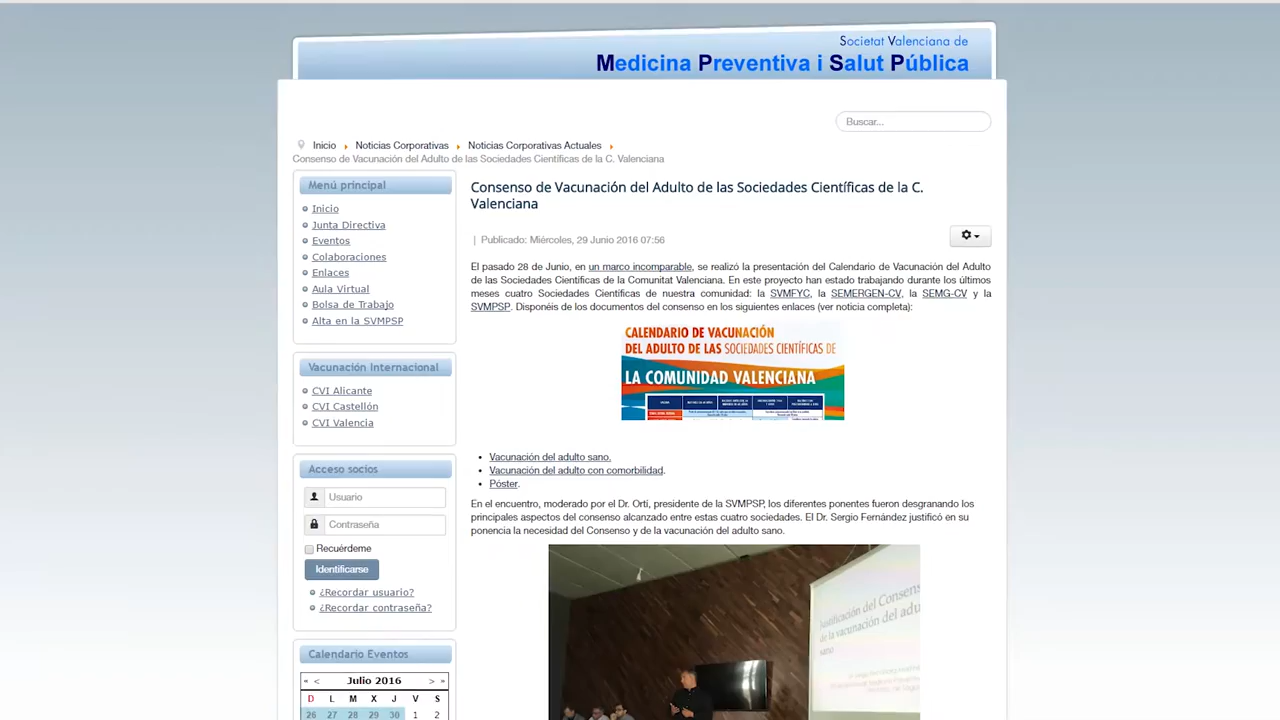 Societat Valenciana de
Medicina Preventiva i Salut Pública
Buscar...
Inicio Noticias Corporativas Noticias Corporativas Actuales
Consenso de Vacunación del Adulto de las Sociedades Científicas de la C. Valenciana
Menú principal
Inicio
Junta Directiva
Eventos
Colaboraciones
Enlaces
Aula Virtual
Bolsa de Trabajo
Alta en la SVMPSP
Vacunación Internacional
CVI Alicante
CVI Castellón
CVI Valencia
Acceso socios
Usuario
Contraseña
Recuérdeme
Identificarse
¿Recordar usuario?
¿Recordar contraseña?
Calendario Eventos
« < Julio 2016 > »
D L M X J V S
26 27 28 29 30 1 2
Consenso de Vacunación del Adulto de las Sociedades Científicas de la C.
Valenciana
| Publicado: Miércoles, 29 Junio 2016 07:56
El pasado 28 de Junio, en un marco incomparable, se realizó la presentación del Calendario de Vacunación del Adulto
de las Sociedades Científicas de la Comunitat Valenciana. En este proyecto han estado trabajando durante los últimos
meses cuatro Sociedades Científicas de nuestra comunidad: la SVMFYC, la SEMERGEN-CV, la SEMG-CV y la
SVMPSP. Disponéis de los documentos del consenso en los siguientes enlaces (ver noticia completa):
CALENDARIO DE VACUNACIÓN
DEL ADULTO DE LAS SOCIEDADES CIENTÍFICAS DE
LA COMUNIDAD VALENCIANA
• Vacunación del adulto sano.
• Vacunación del adulto con comorbilidad.
• Póster.
En el encuentro, moderado por el Dr. Ortí, presidente de la SVMPSP, los diferentes ponentes fueron desgranando los
principales aspectos del consenso alcanzado entre estas cuatro sociedades. El Dr. Sergio Fernández justificó en su
ponencia la necesidad del Consenso y de la vacunación del adulto sano.
Justificación del Consens
de la vacunación del adu
sano